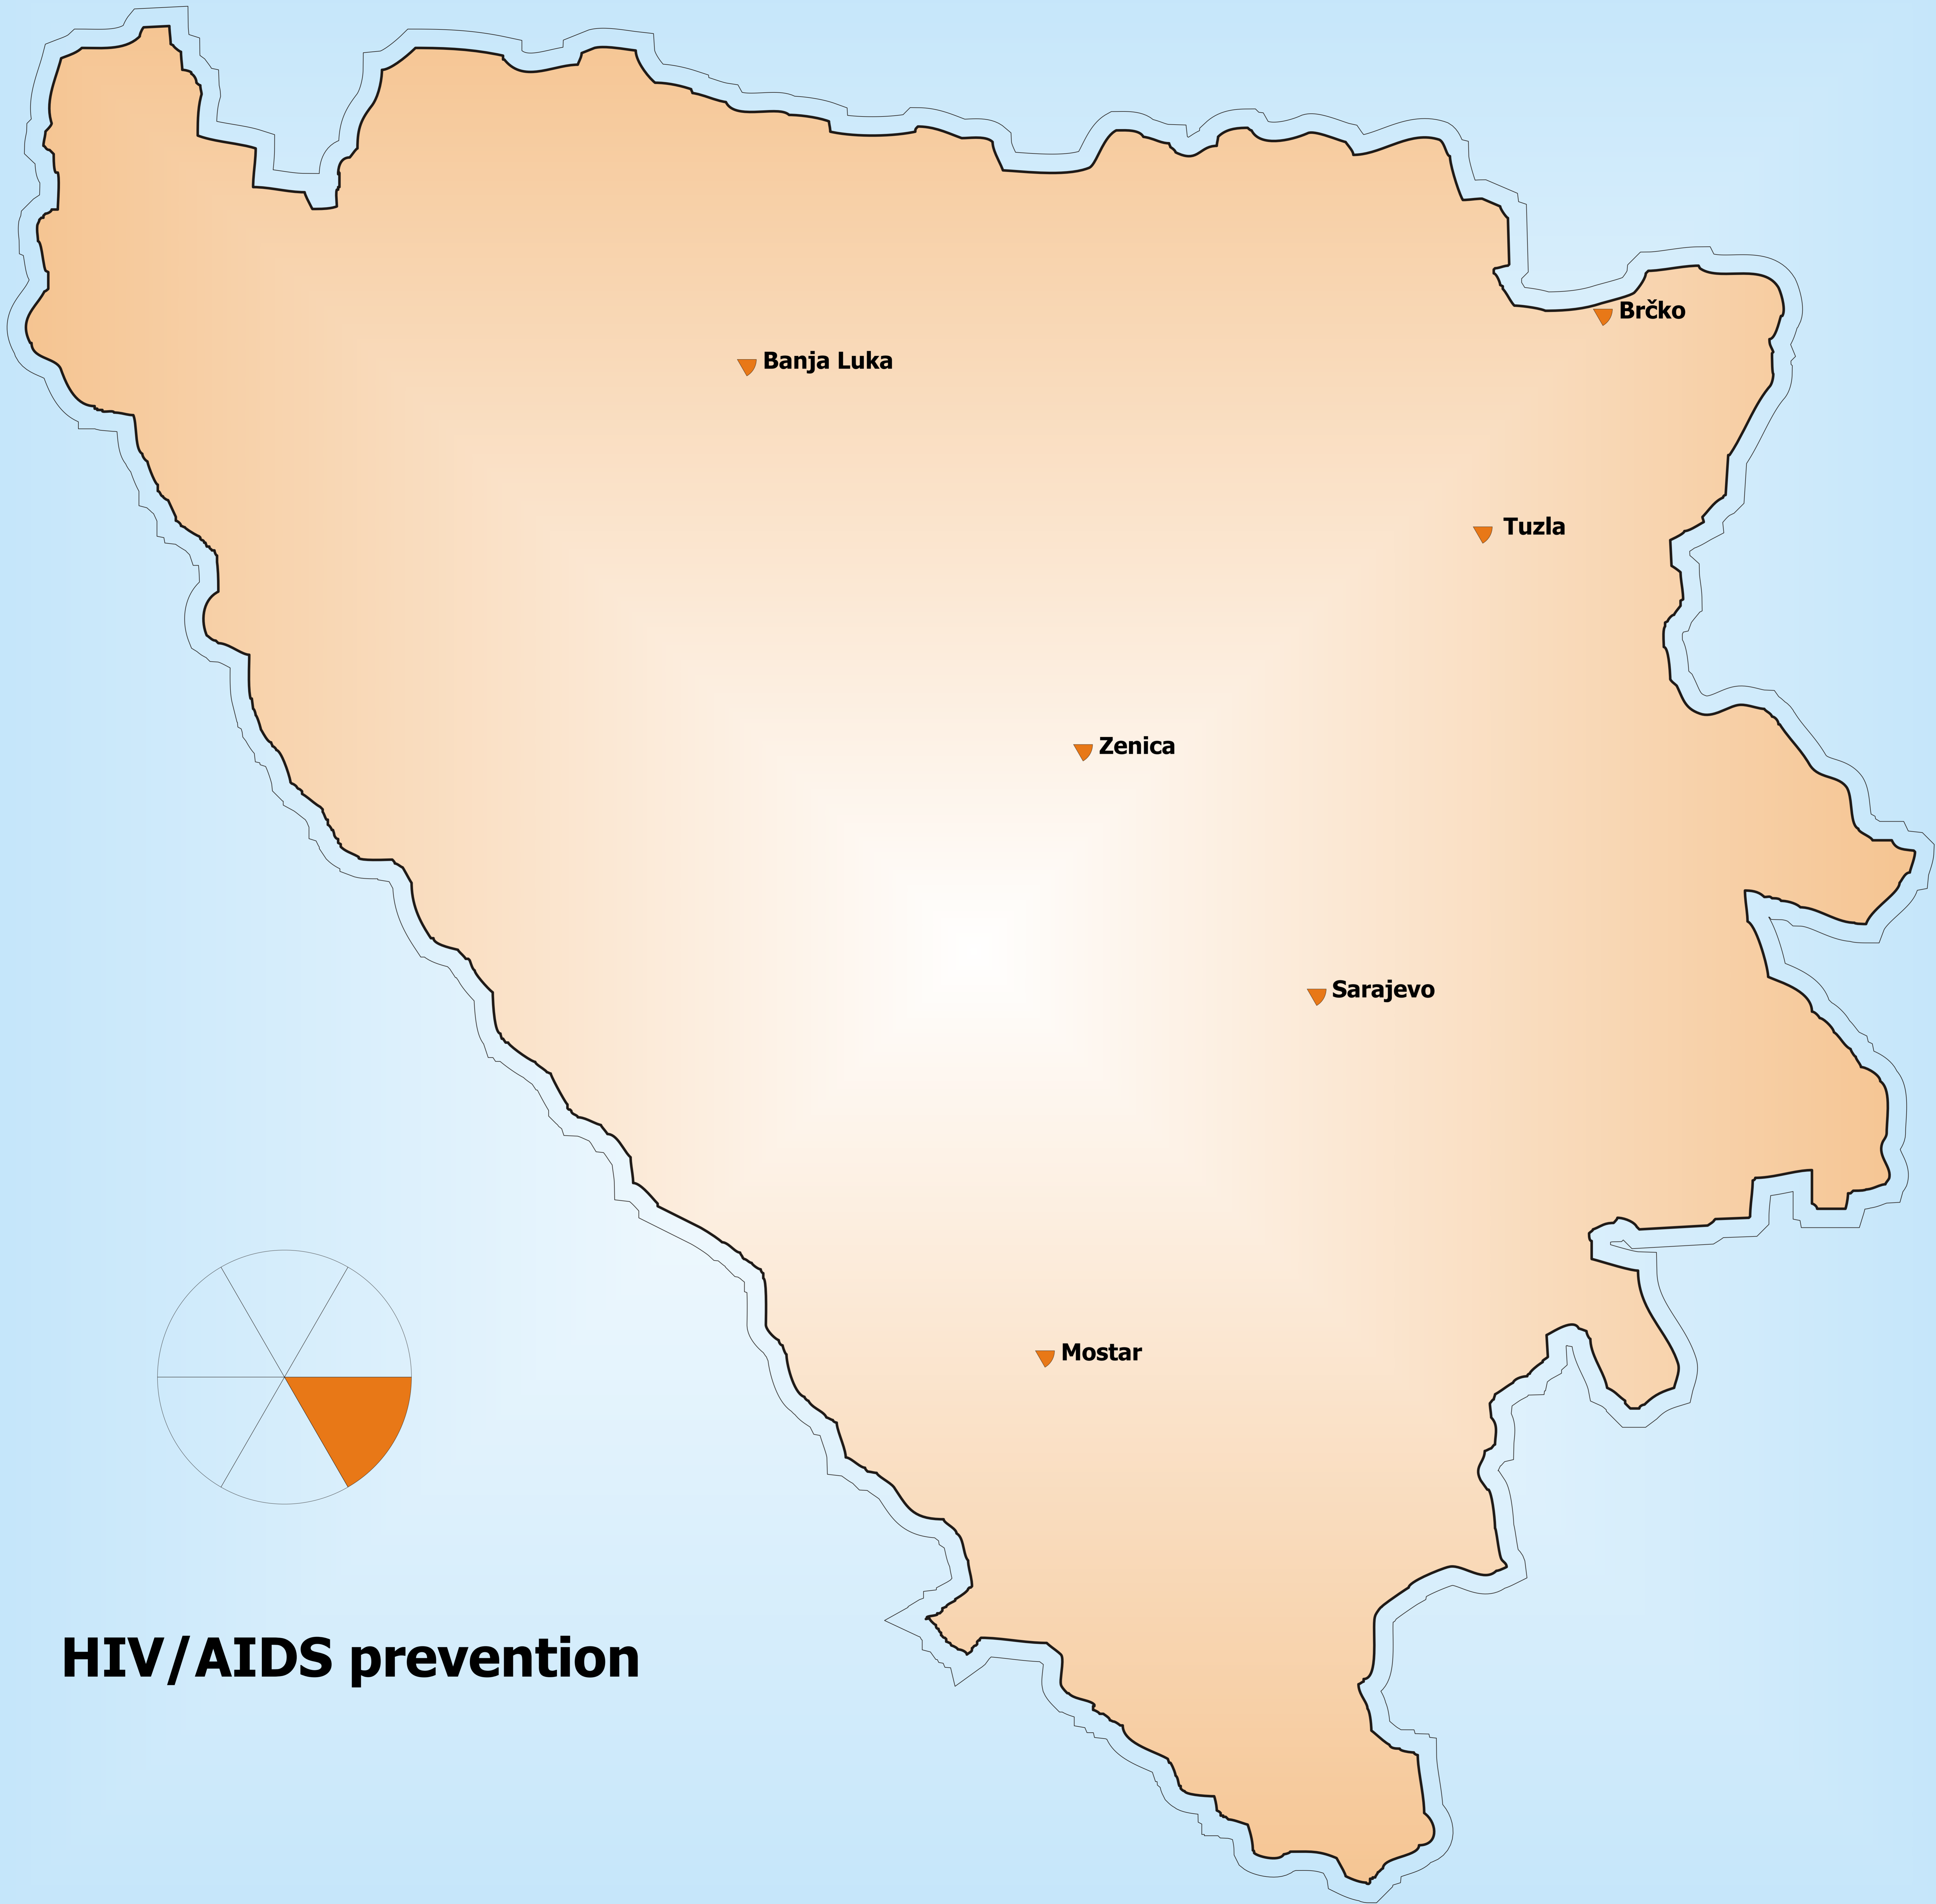 Brčko
Banja Luka
Tuzla
Zenica
Sarajevo
Mostar
HIV/AIDS prevention